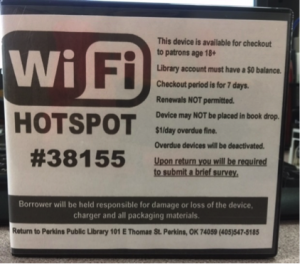 WiFi
HOTSPOT
#38155
This device is available for checkout
to patrons age 18+
Library account must have a $0 balance.
Checkout period is for 7 days.
Renewals NOT permitted.
Device may NOT be placed in book drop.
$1/day overdue fine.
Overdue devices will be deactivated.
Upon return you will be required
to submit a brief survey.
Borrower will be held responsible for damage or loss of the device,
charger and all packaging materials.
Return to Perkins Public Library 101 E Thomas St. Perkins, OK 74059 (405)547-5185